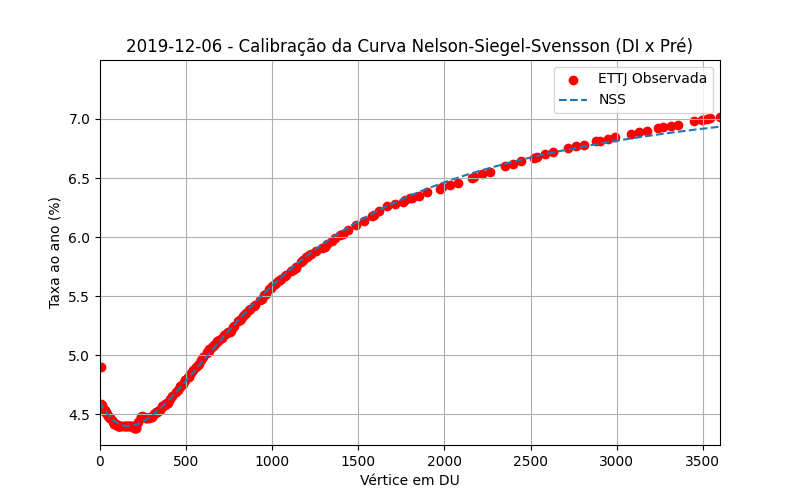 2019-12-06 - Calibração da Curva Nelson-Siegel-Svensson (DI x Pré)
ETTJ Observada
NSS
Taxa ao ano (%)
7.0
6.5
6.0
5.5
5.0
4.5
0 500 1000 1500 2000 2500 3000 3500
Vértice em DU